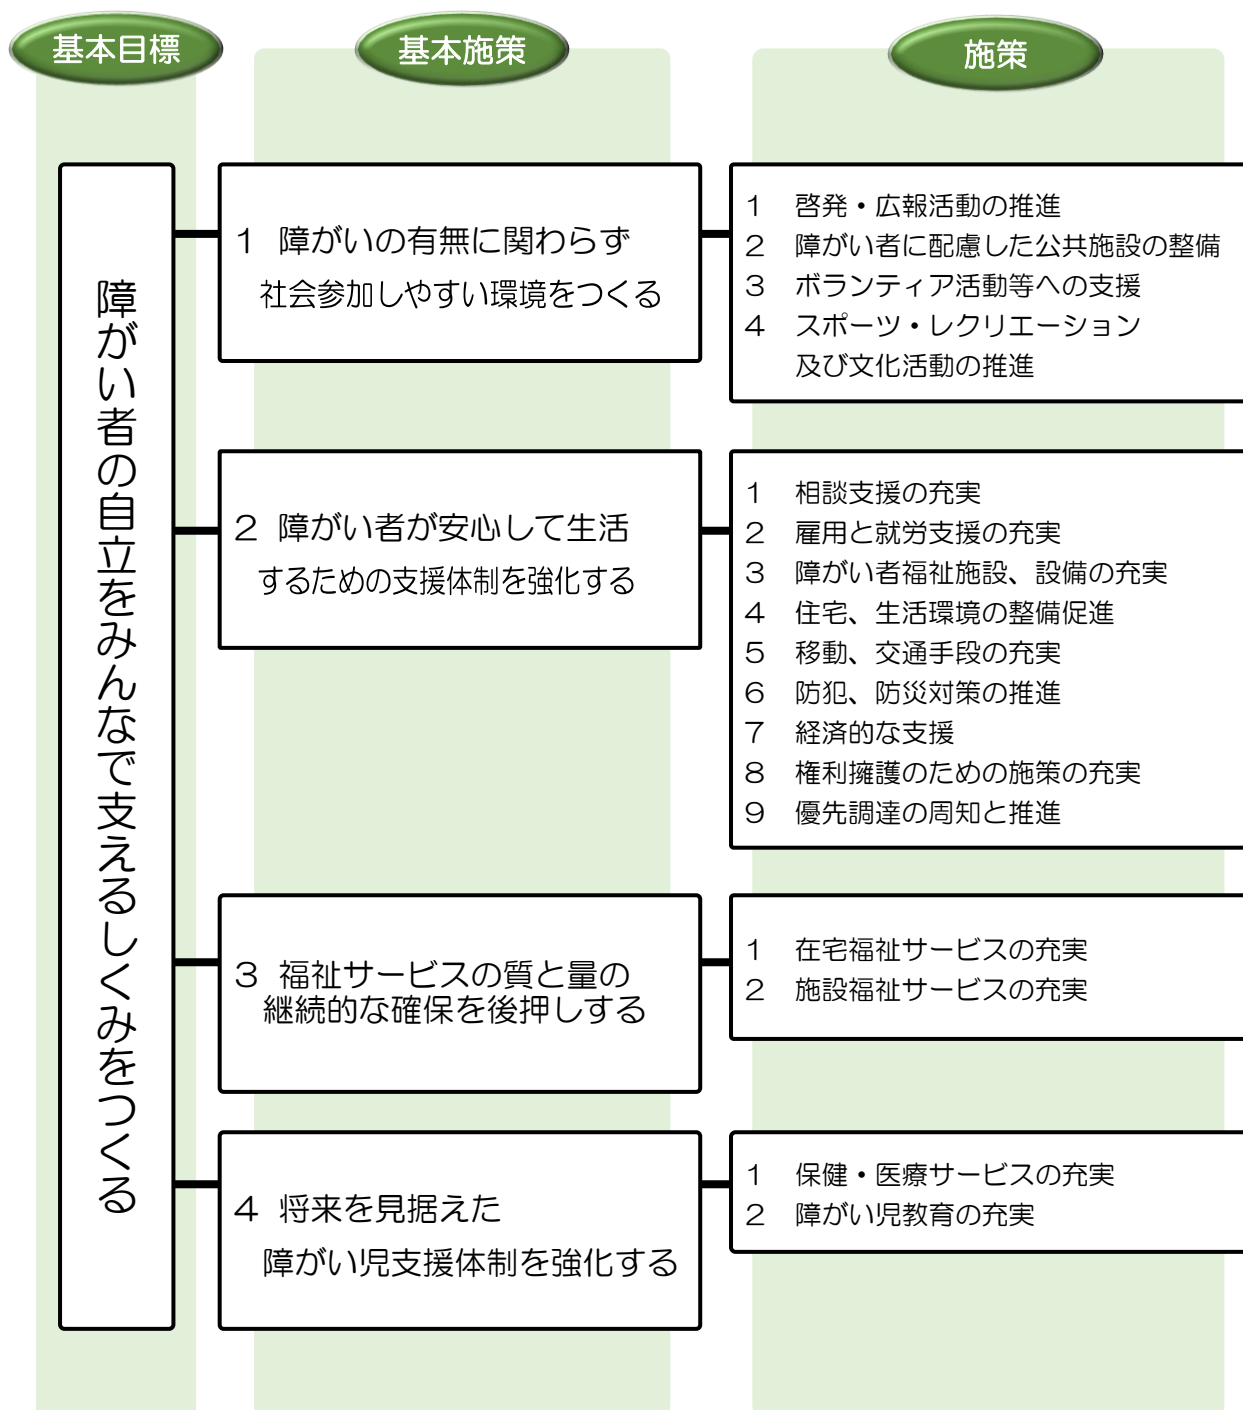 基本目標
基本施策
施策
障がい者の自立をみんなで支えるしくみをつくる
1 障がいの有無に関わらず
社会参加しやすい環境をつくる
1 啓発・広報活動の推進
2 障がい者に配慮した公共施設の整備
3 ボランティア活動等への支援
4 スポーツ・レクリエーション
及び文化活動の推進
2 障がい者が安心して生活
するための支援体制を強化する
1 相談支援の充実
2 雇用と就労支援の充実
3 障がい者福祉施設、設備の充実
4 住宅、生活環境の整備促進
5 移動、交通手段の充実
6 防犯、防災対策の推進
7 経済的な支援
8 権利擁護のための施策の充実
9 優先調達の周知と推進
3 福祉サービスの質と量の
継続的な確保を後押しする
1 在宅福祉サービスの充実
2 施設福祉サービスの充実
4 将来を見据えた
障がい児支援体制を強化する
1 保健・医療サービスの充実
2 障がい児教育の充実